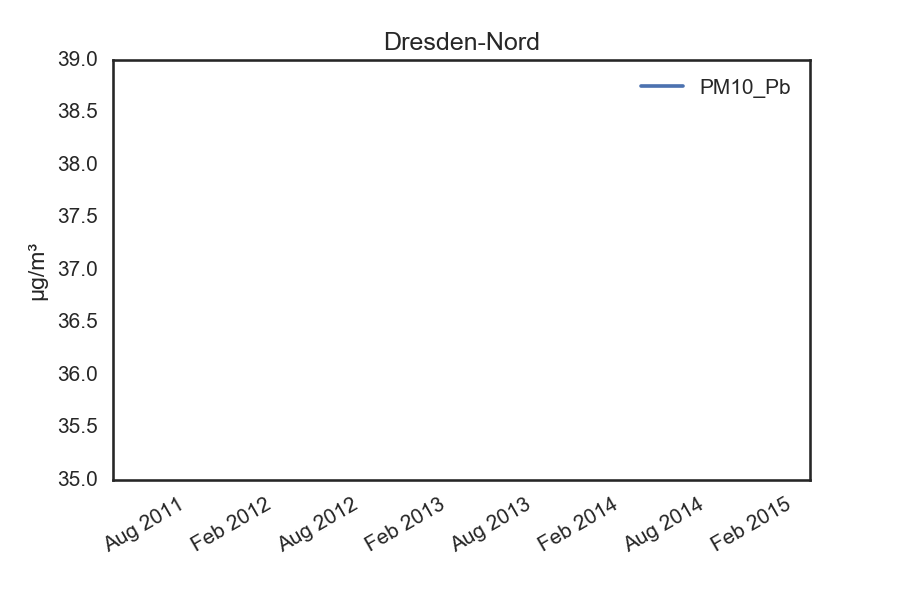 Dresden-Nord
39.0
38.5
38.0
37.5
37.0
36.5
36.0
35.5
35.0
µg/m³
PM10_Pb
Aug 2011
Feb 2012
Aug 2012
Feb 2013
Aug 2013
Feb 2014
Aug 2014
Feb 2015